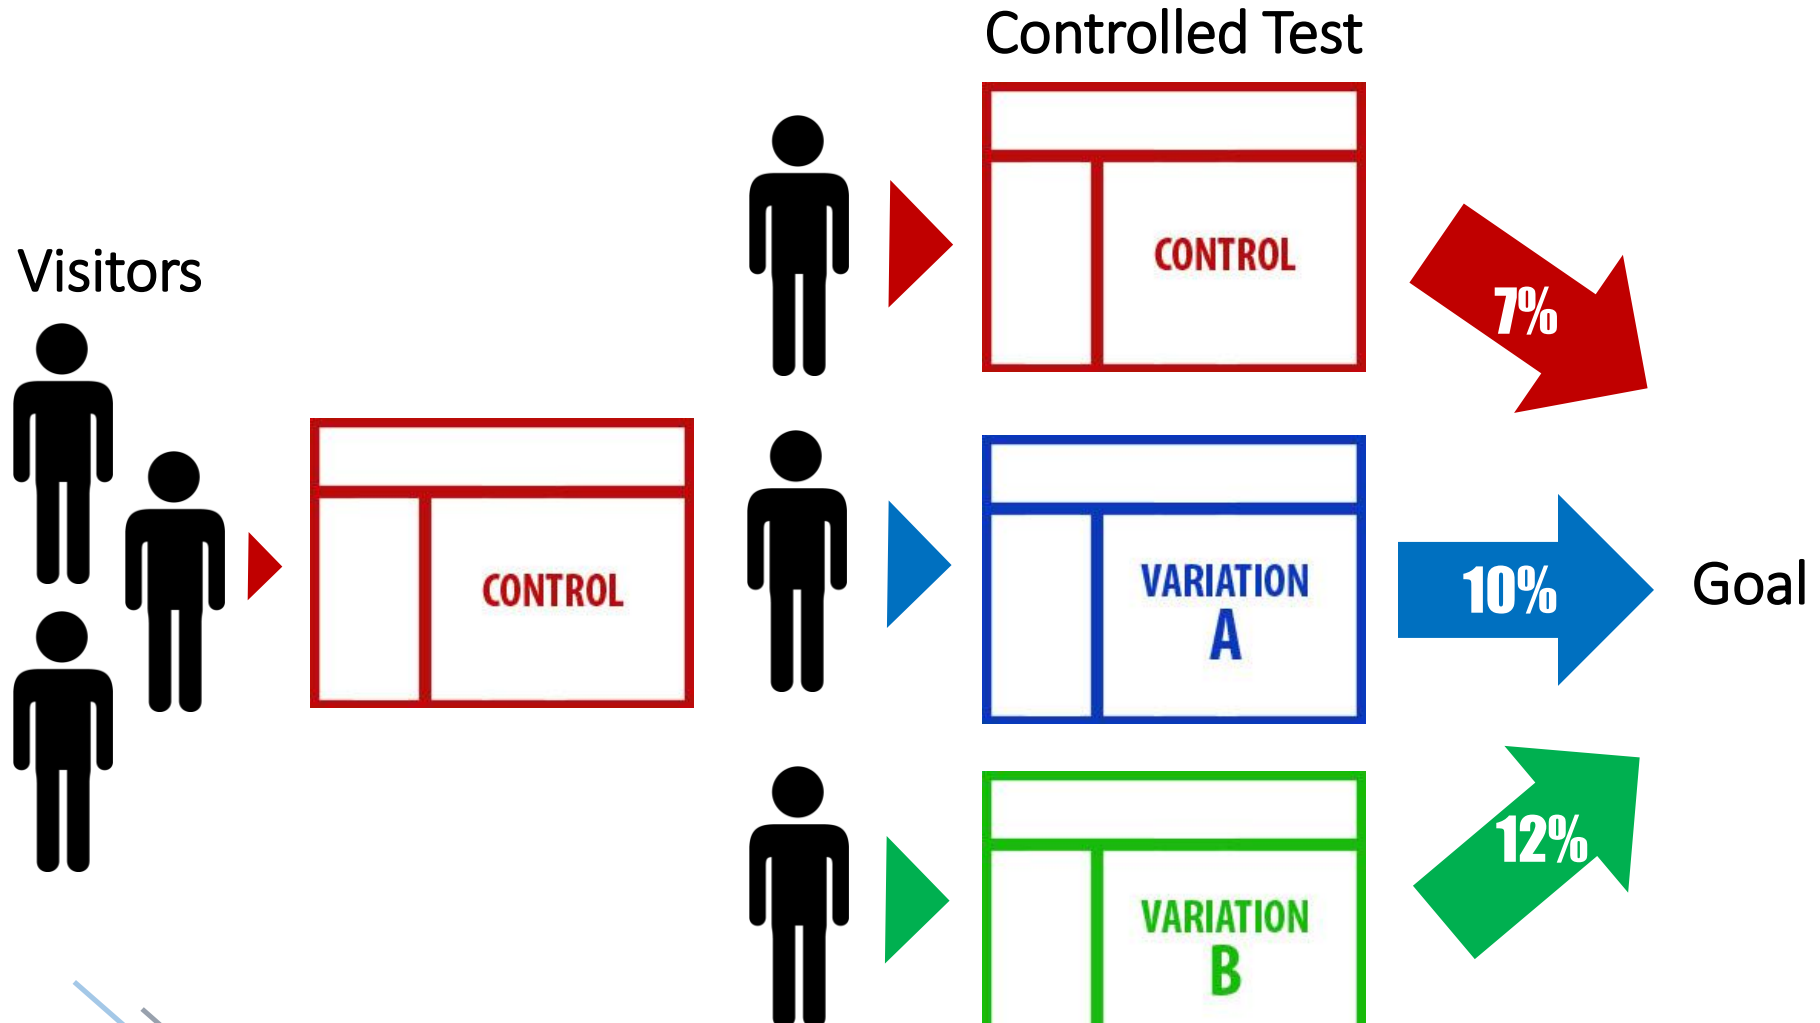 Controlled Test
Visitors
CONTROL
CONTROL
7%
VARIATION
A
10%
Goal
VARIATION
B
12%